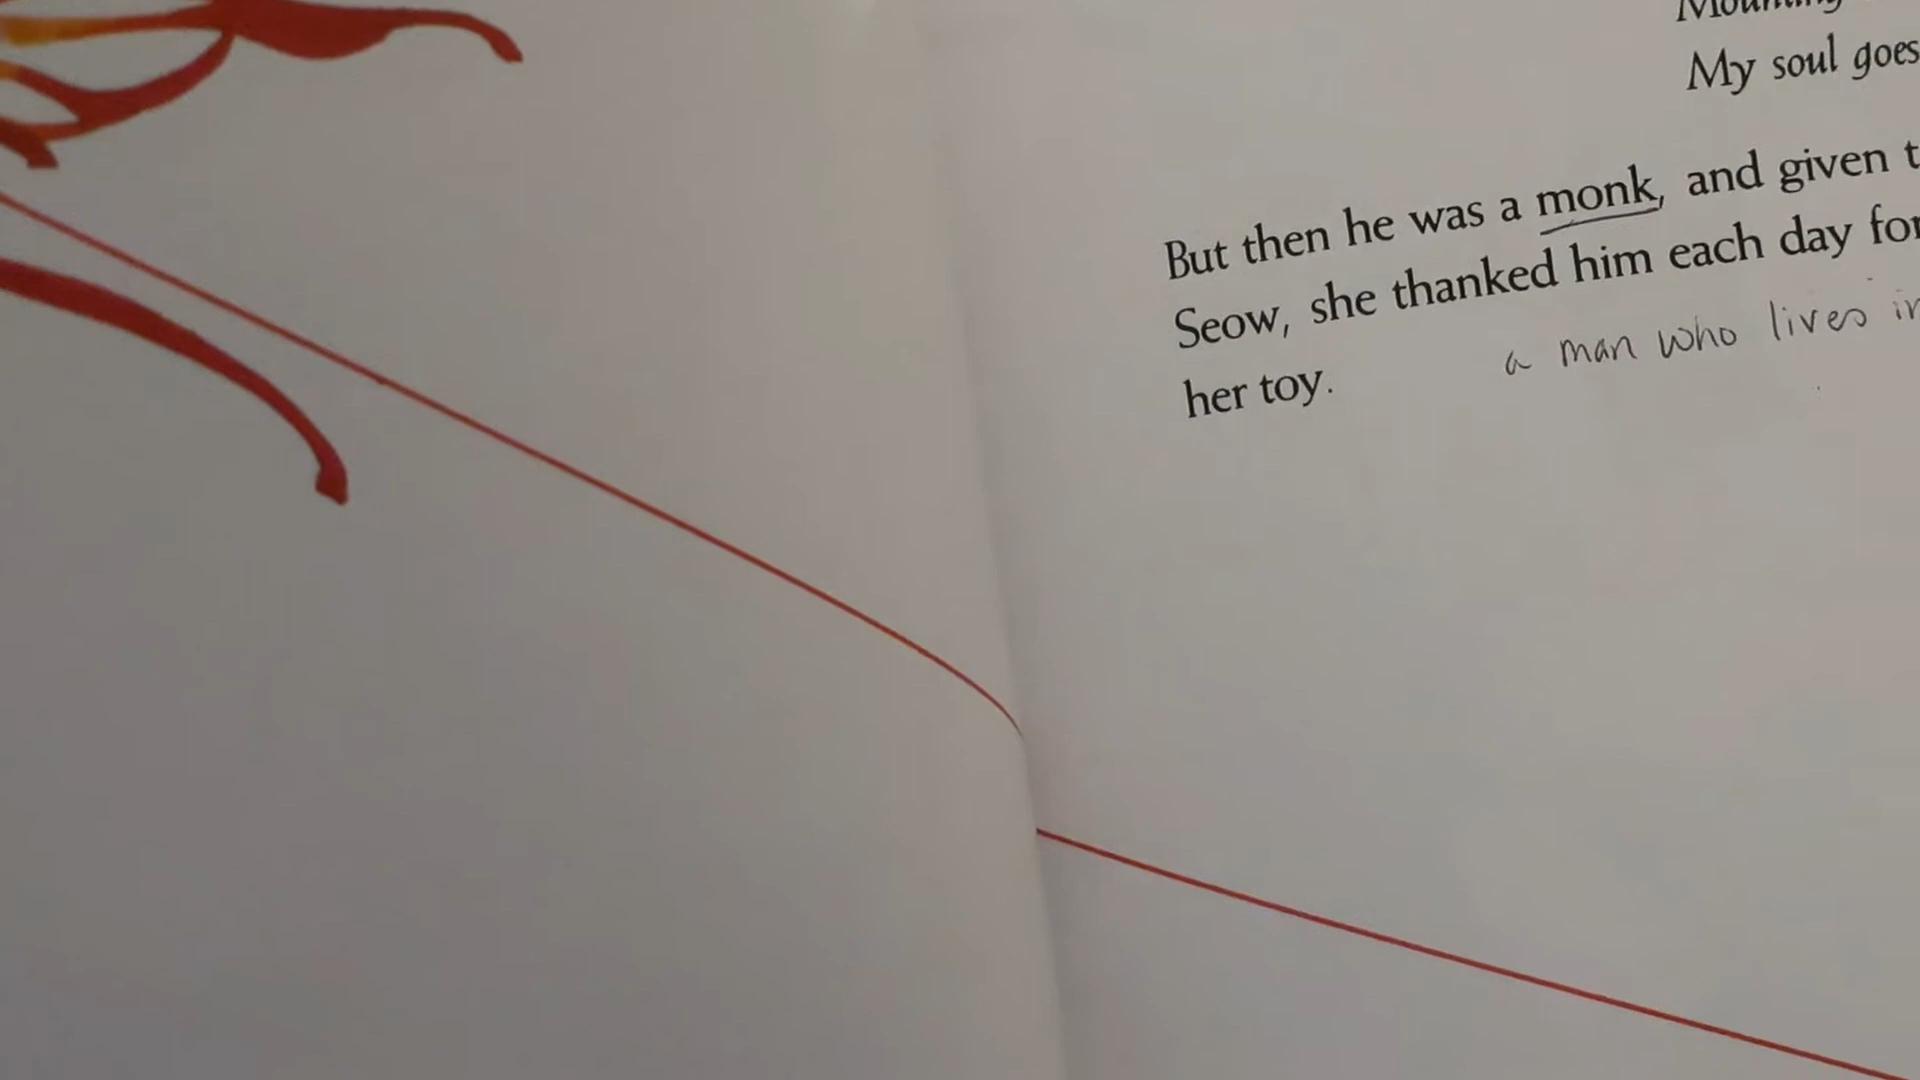 Mounting
My soul goes
But then he was a monk, and given t
Seow, she thanked him each day for
a man who lives in
her toy.